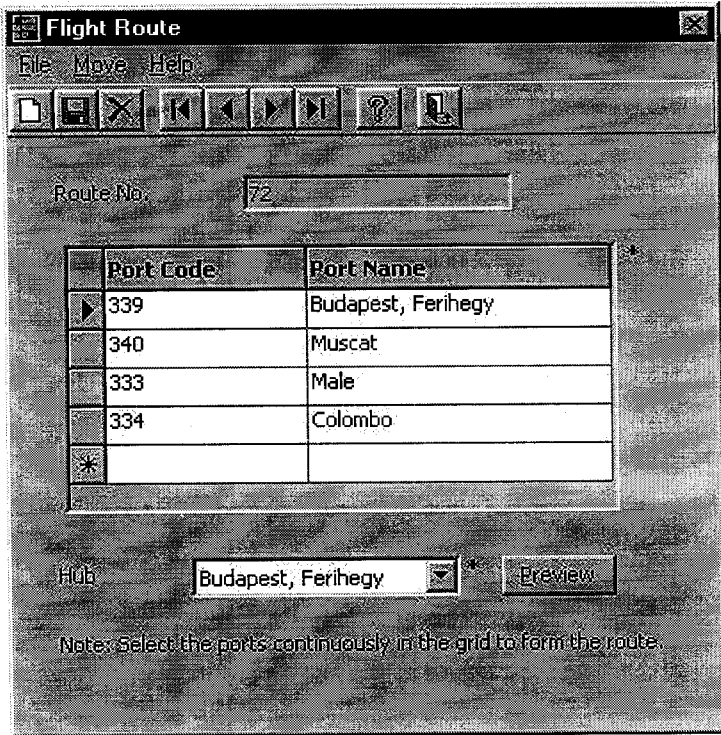 Flight Route
File Move Help
Route No. 72
* 
Port Code Port Name
339 Budapest, Ferihegy
340 Muscat
333 Male
334 Colombo
*
Hub Budapest, Ferihegy * Preview
Note: Select the ports continuously in the grid to form the route.